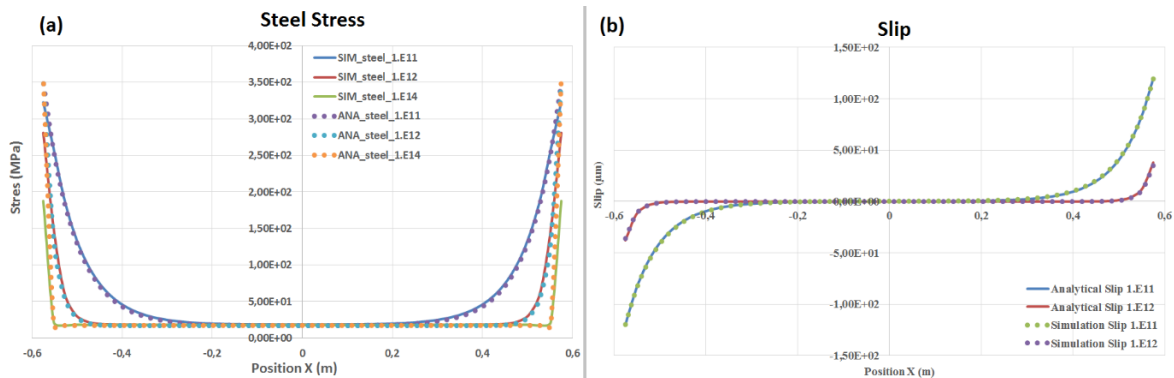 (a)
Steel Stress
4,00E+02
3,50E+02
3,00E+02
2,50E+02
2,00E+02
1,50E+02
1,00E+02
5,00E+01
0,00E+00
Stres (MPa)
-0,6
-0,4
-0,2
0
0,2
0,4
0,6
Position X (m)
SIM_steel_1.E11
SIM_steel_1.E12
SIM_steel_1.E14
ANA_steel_1.E11
ANA_steel_1.E12
ANA_steel_1.E14
(b)
Slip
1,50E+02
1,00E+02
5,00E+01
0,00E+00
-5,00E+01
-1,00E+02
-1,50E+02
Slip (µm)
-0,6
-0,4
-0,2
0
0,2
0,4
0,6
Analytical Slip 1.E11
Analytical Slip 1.E12
Simulation Slip 1.E11
Simulation Slip 1.E12
Position X (m)